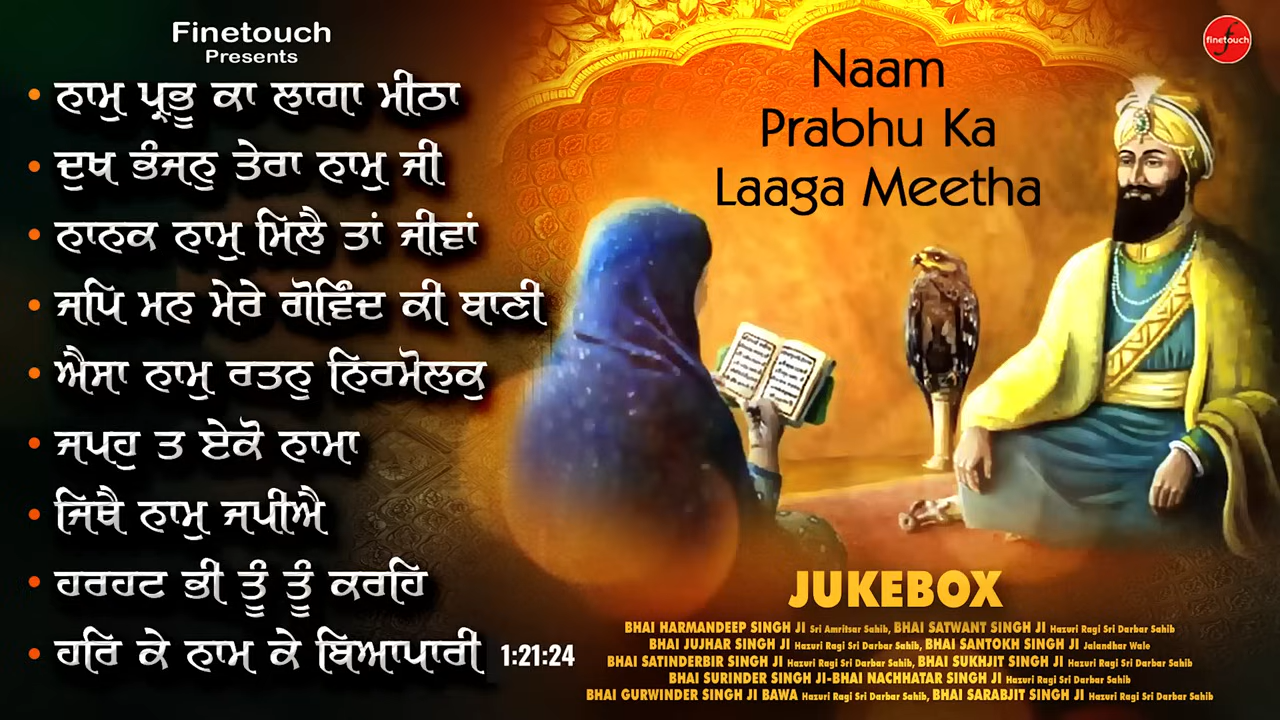 Finetouch
Presents
• ਨਾਮੁ ਪ੍ਰਭੂ ਕਾ ਲਾਗਾ ਮੀਠਾ
• ਦੁਖ ਭੰਜਨੁ ਤੇਰਾ ਨਾਮੁ ਜੀ
• ਨਾਨਕ ਨਾਮੁ ਮਿਲੈ ਤਾਂ ਜੀਵਾਂ
• ਜਪਿ ਮਨ ਮੇਰੇ ਗੋਵਿੰਦ ਕੀ ਬਾਣੀ
• ਐਸਾ ਨਾਮੁ ਰਤਨੁ ਨਿਰਮੋਲਕੁ
• ਜਪਹੁ ਤ ਏਕੋ ਨਾਮਾ
• ਜਿਥੈ ਨਾਮੁ ਜਪੀਐ
• ਹਰਹਟ ਭੀ ਤੂੰ ਤੂੰ ਕਰਹਿ
• ਹਰਿ ਕੇ ਨਾਮ ਕੇ ਬਿਆਪਾਰੀ 1:21:24
finetouch
Naam
Prabhu Ka
Laaga Meetha
JUKEBOX
BHAI HARMANDEEP SINGH JI Sri Amritsar Sahib, BHAI SATWANT SINGH JI Hazuri Ragi Sri Darbar Sahib
BHAI JUJHAR SINGH JI Hazuri Ragi Sri Darbar Sahib, BHAI SANTOKH SINGH JI Jalandhar Wale
BHAI SATINDERBIR SINGH JI Hazuri Ragi Sri Darbar Sahib, BHAI SUKHJIT SINGH JI Hazuri Ragi Sri Darbar Sahib
BHAI SURINDER SINGH JI-BHAI NACHHATAR SINGH JI Hazuri Ragi Sri Darbar Sahib
BHAI GURWINDER SINGH JI BAWA Hazuri Ragi Sri Darbar Sahib, BHAI SARABJIT SINGH JI Hazuri Ragi Sri Darbar Sahib